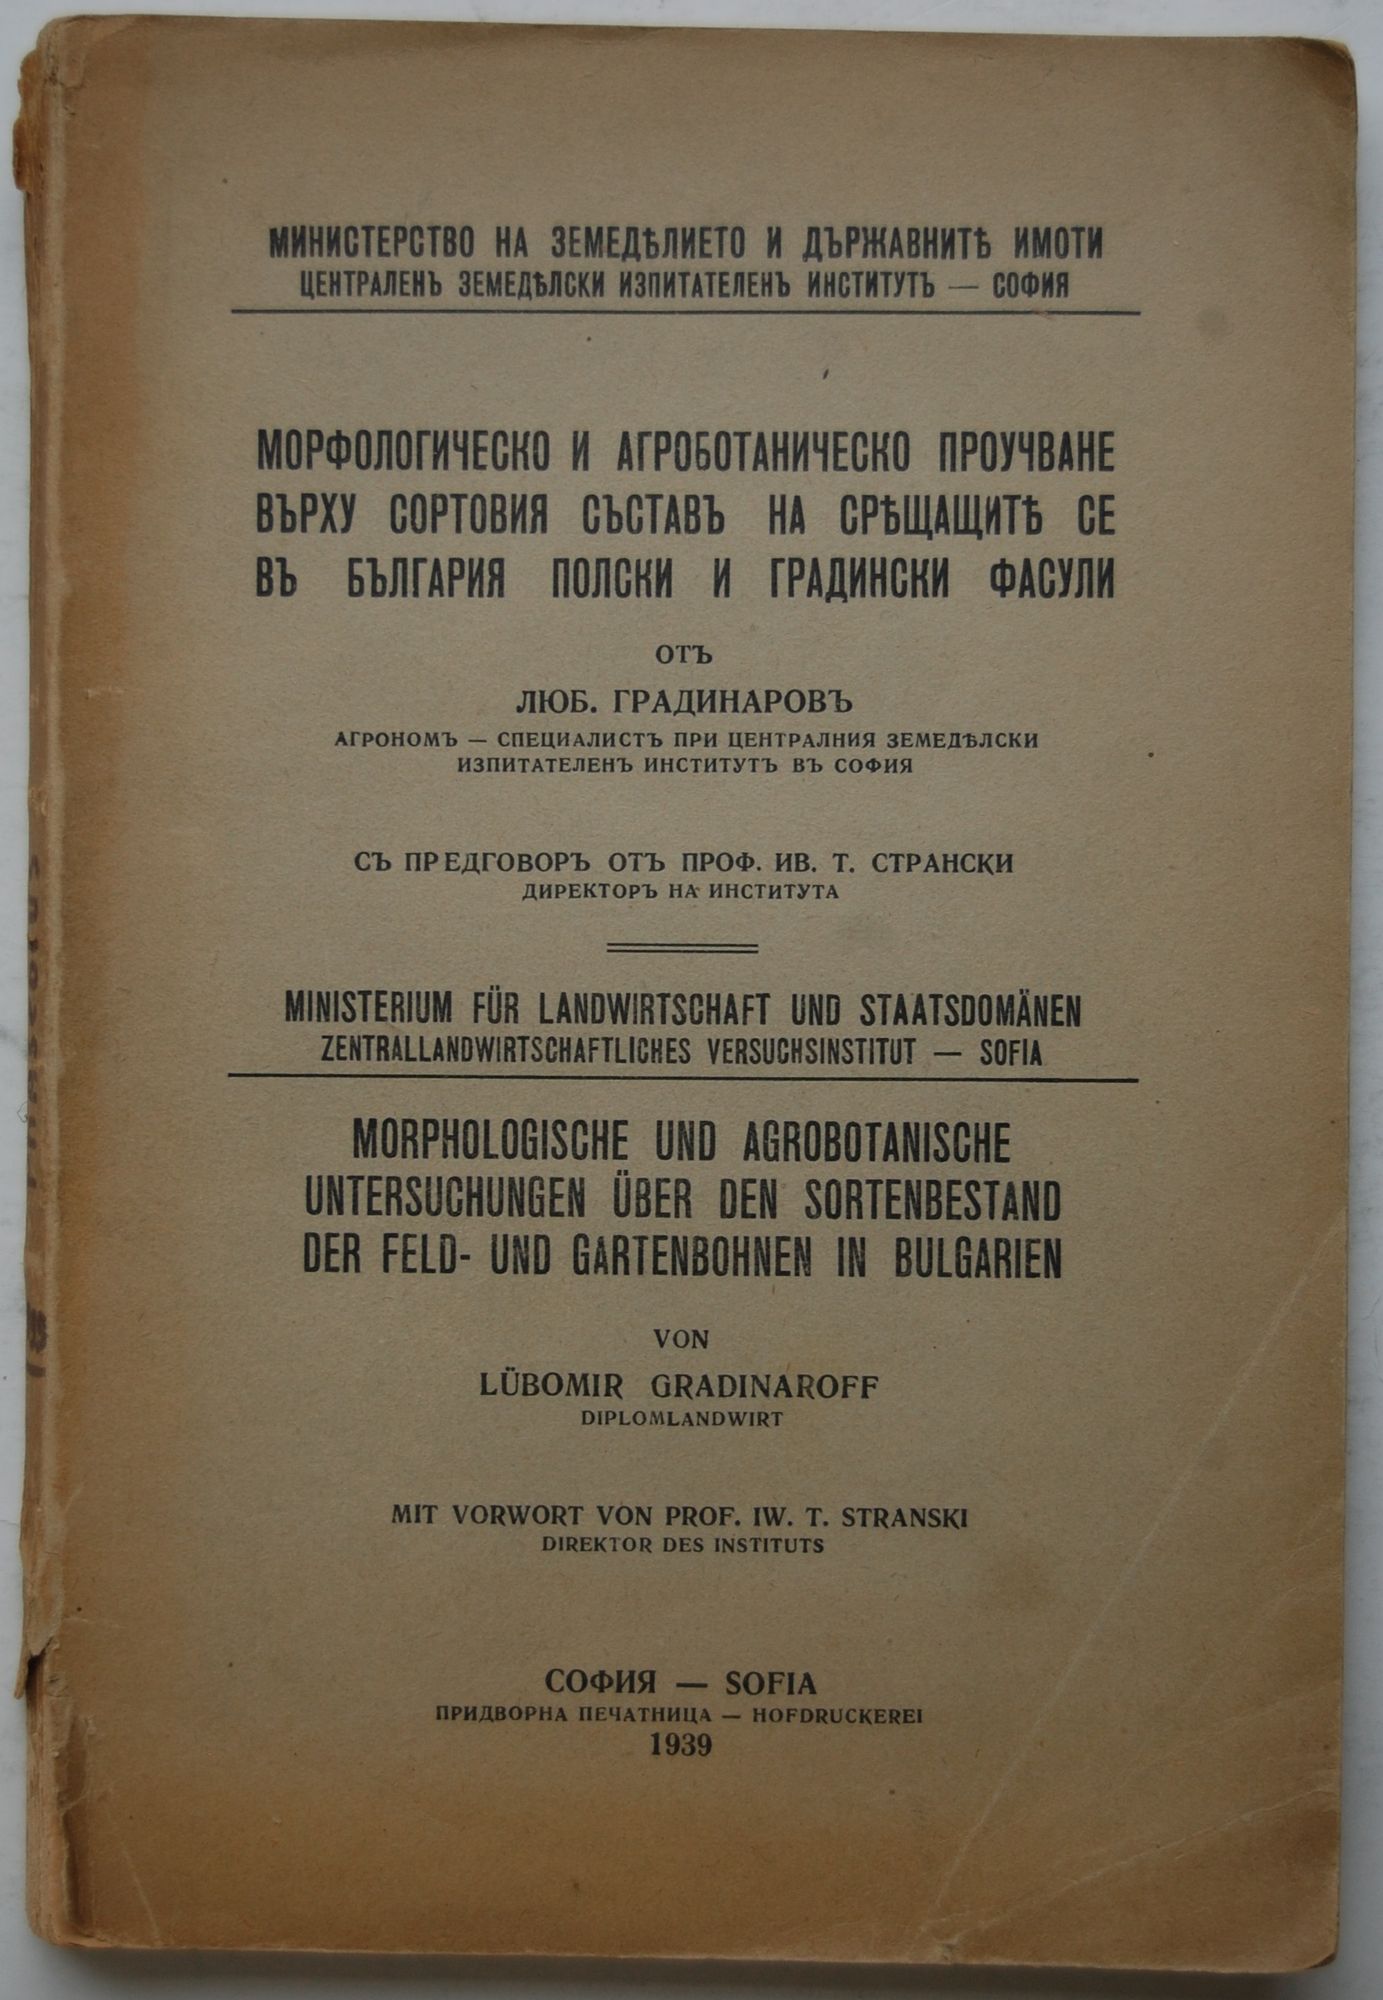 МИНИСТЕРСТВО НА ЗЕМЕДѢЛИЕТО И ДЪРЖАВНИТѢ ИМОТИ
ЦЕНТРАЛЕНЪ ЗЕМЕДѢЛСКИ ИЗПИТАТЕЛЕНЪ ИНСТИТУТЪ — СОФИЯ
МОРФОЛОГИЧЕСКО И АГРОБОТАНИЧЕСКО ПРОУЧВАНЕ
ВЪРХУ СОРТОВИЯ СЪСТАВЪ НА СРѢЩАЩИТѢ СЕ
ВЪ БЪЛГАРИЯ ПОЛСКИ И ГРАДИНСКИ ФАСУЛИ
ОТЪ
ЛЮБ. ГРАДИНАРОВЪ
АГРОНОМЪ — СПЕЦИАЛИСТЪ ПРИ ЦЕНТРАЛНИЯ ЗЕМЕДѢЛСКИ
ИЗПИТАТЕЛЕНЪ ИНСТИТУТЪ ВЪ СОФИЯ
СЪ ПРЕДГОВОРЪ ОТЪ ПРОФ. ИВ. Т. СТРАНСКИ
ДИРЕКТОРЪ НА ИНСТИТУТА
MINISTERIUM FÜR LANDWIRTSCHAFT UND STAATSDOMÄNEN
ZENTRALLANDWIRTSCHAFTLICHES VERSUCHSINSTITUT — SOFIA
MORPHOLOGISCHE UND AGROBOTANISCHE
UNTERSUCHUNGEN ÜBER DEN SORTENBESTAND
DER FELD- UND GARTENBOHNEN IN BULGARIEN
VON
LÜBOMIR GRADINAROFF
DIPLOMLANDWIRT
MIT VORWORT VON PROF. IW. T. STRANSKI
DIREKTOR DES INSTITUTS
СОФИЯ — SOFIA
ПРИДВОРНА ПЕЧАТНИЦА — HOFDRUCKEREI
1939